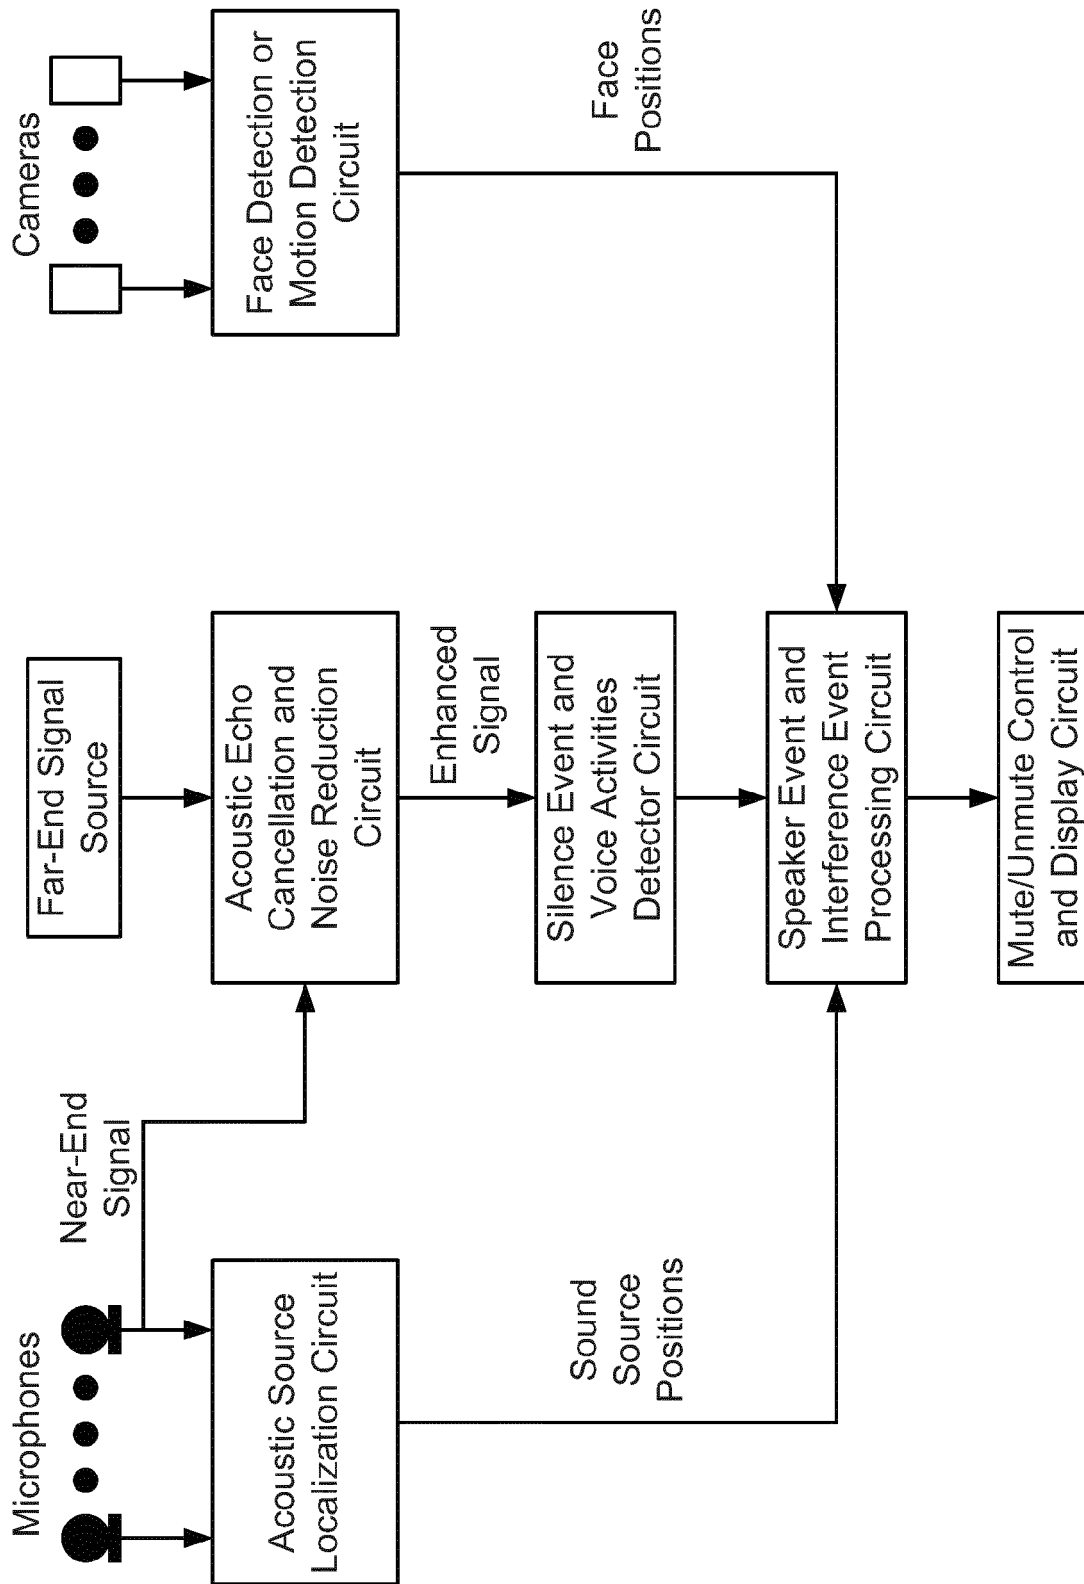 Microphones
Near-End
Signal
Far-End Signal
Source
Cameras
Acoustic Source
Localization Circuit
Acoustic Echo
Cancellation and
Noise Reduction
Circuit
Face Detection or
Motion Detection
Circuit
Enhanced
Signal
Silence Event and
Voice Activities
Detector Circuit
Sound
Source
Positions
Face
Positions
Speaker Event and
Interference Event
Processing Circuit
Mute/Unmute Control
and Display Circuit